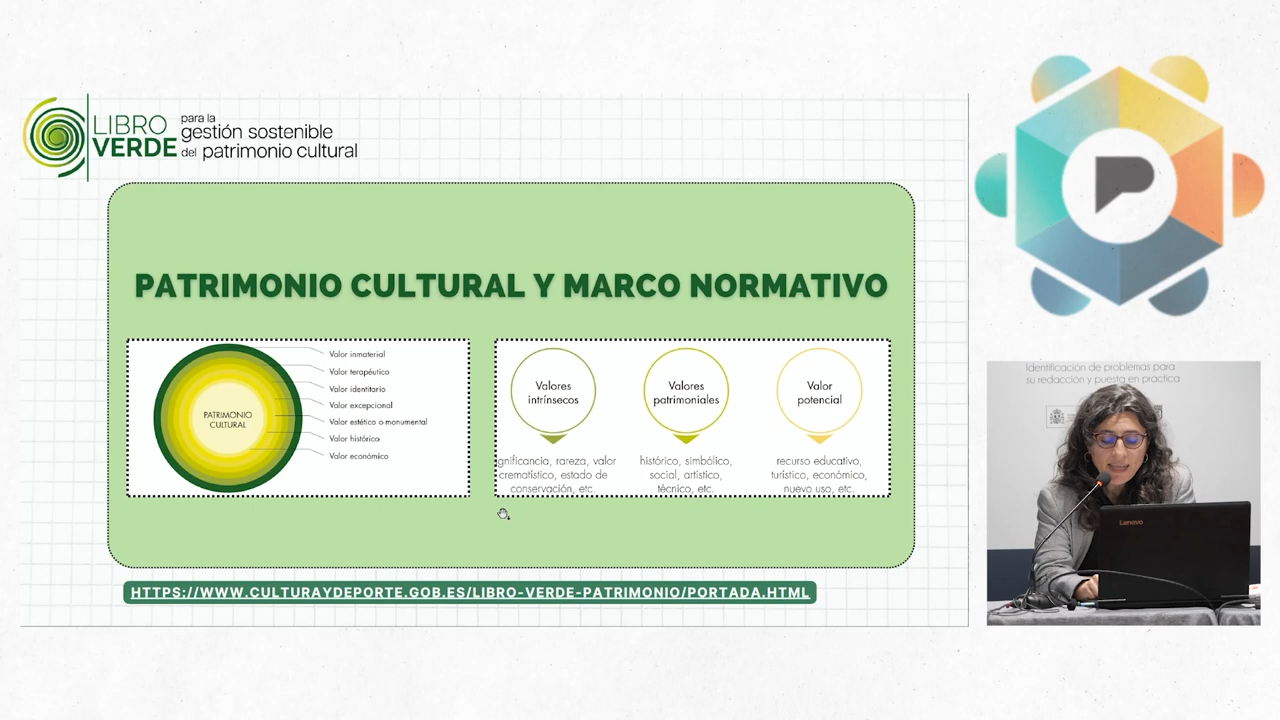 LIBRO
VERDE
para la
gestión sostenible
del patrimonio cultural
PATRIMONIO CULTURAL Y MARCO NORMATIVO
PATRIMONIO
CULTURAL
Valor inmaterial
Valor terapéutico
Valor identitario
Valor excepcional
Valor estético o monumental
Valor histórico
Valor económico
Valores
intrínsecos
gnificancia, rareza, valor
crematístico, estado de
conservación, etc.
Valores
patrimoniales
histórico, simbólico,
social, artístico,
técnico, etc.
Valor
potencial
recurso educativo,
turístico, económico,
nuevo uso, etc.
HTTPS://WWW.CULTURAYDEPORTE.GOB.ES/LIBRO-VERDE-PATRIMONIO/PORTADA.HTML
P
Identificación de problemas para
su redacción y puesta en práctica
Lenovo